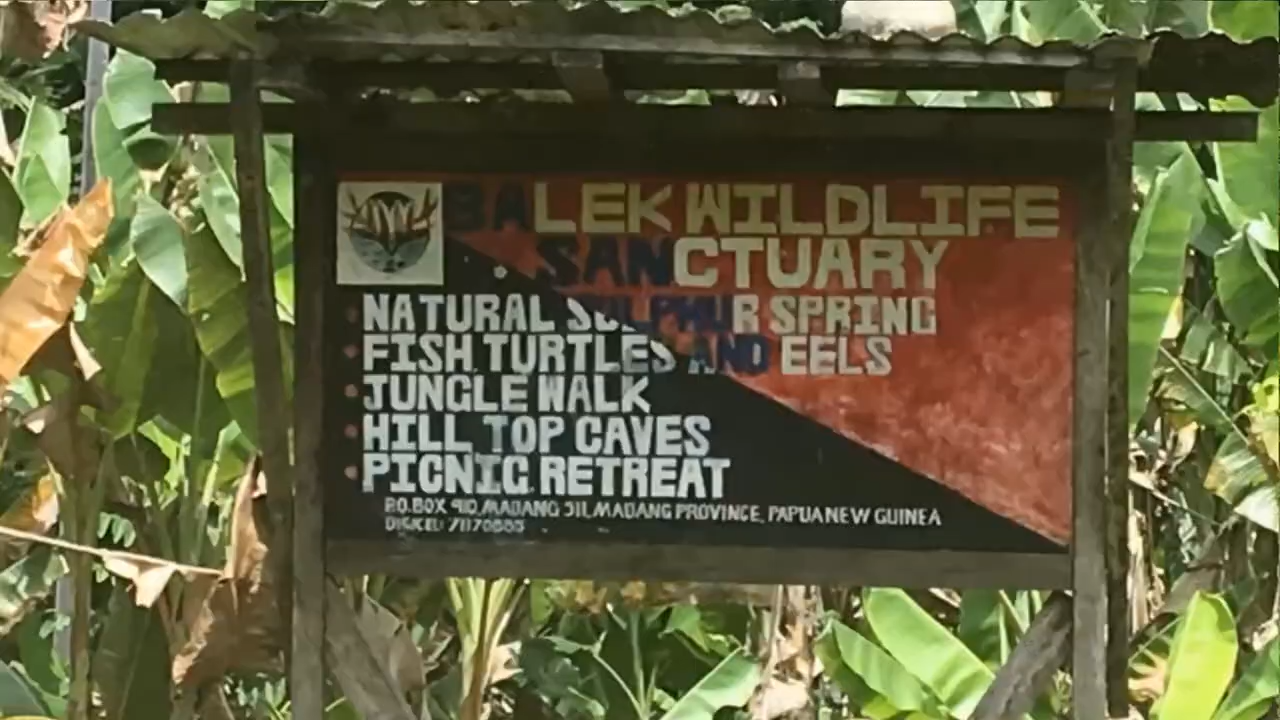 BALEK WILDLIFE
SANCTUARY
NATURAL SULPHUR SPRING
FISH, TURTLES AND EELS
JUNGLE WALK
HILL TOP CAVES
PICNIC RETREAT
P.O.BOX 910, MADANG 511, MADANG PROVINCE, PAPUA NEW GUINEA
DIGICEL: